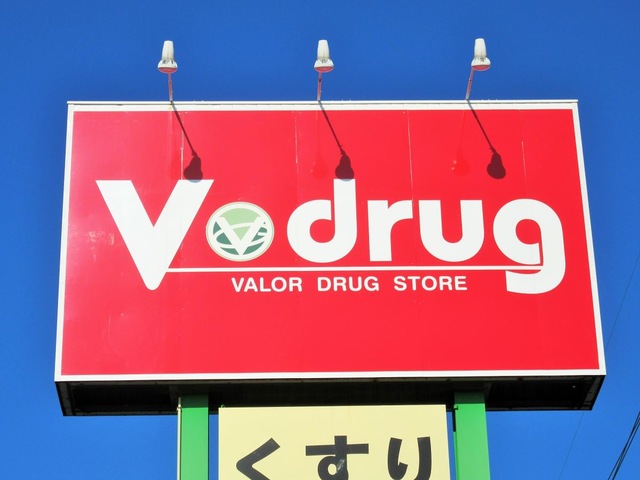 V drug
VALOR DRUG STORE
くすり